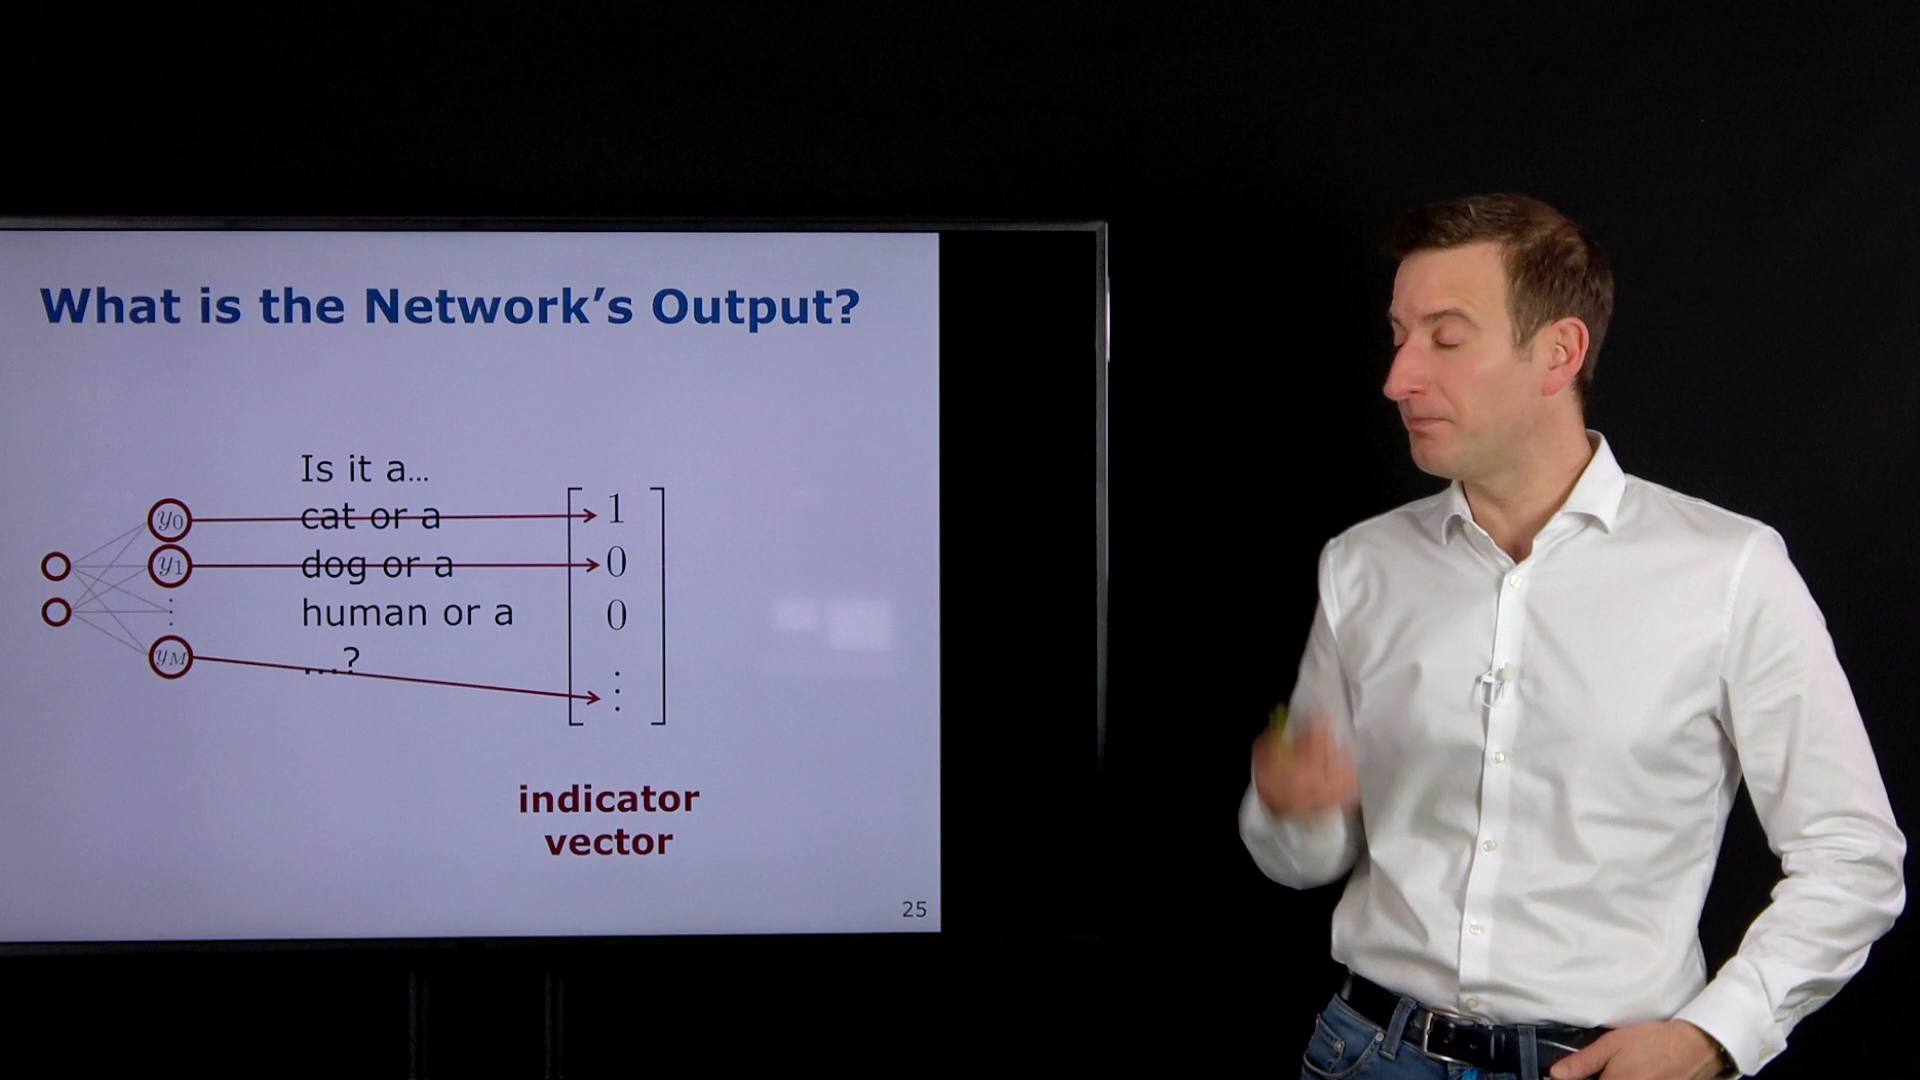 What is the Network's Output?
Is it a...
cat or a
dog or a
human or a
...?
y0
y1
⋮
yM
1
0
0
⋮
indicator
vector
25